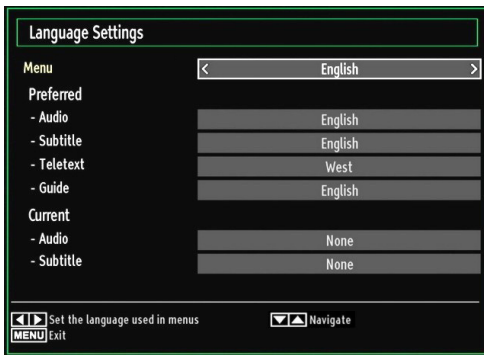 Language Settings
Menu < English >
Preferred
- Audio English
- Subtitle English
- Teletext West
- Guide English
Current
- Audio None
- Subtitle None
Set the language used in menus Navigate
MENU Exit